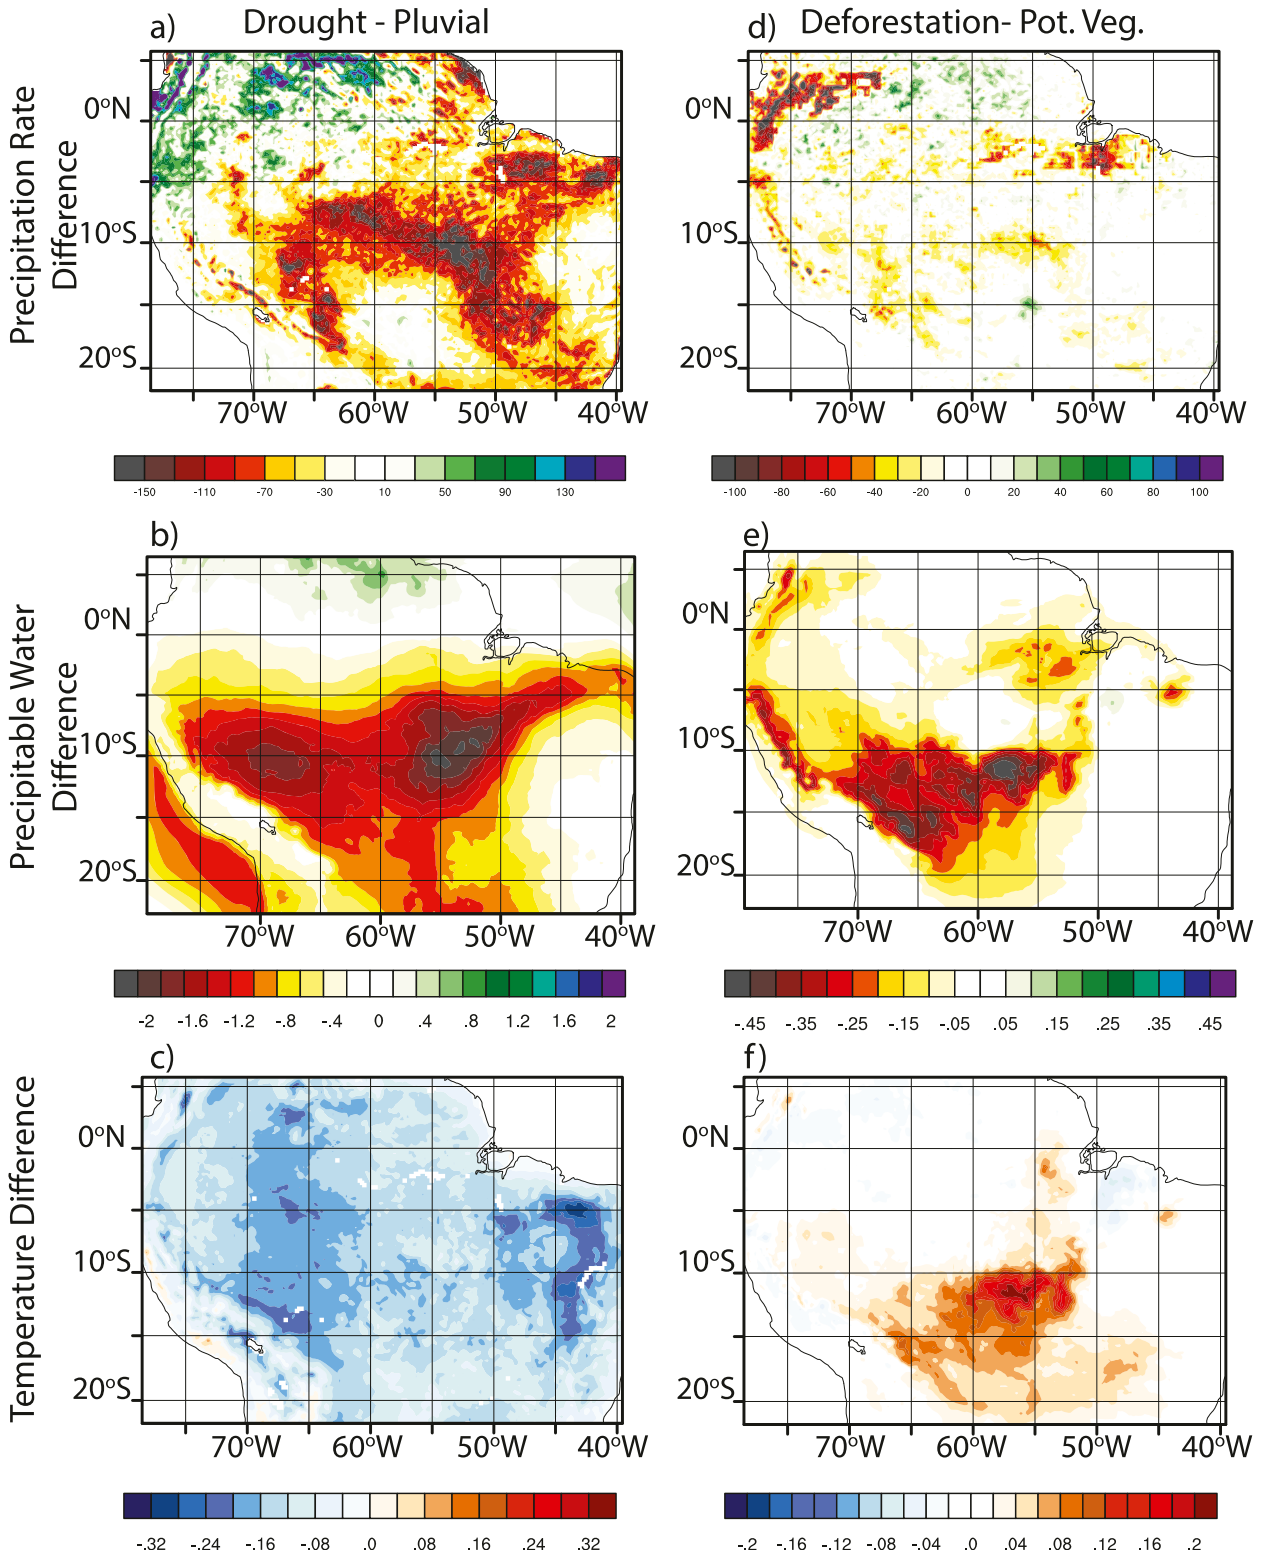 a) Drought - Pluvial
d) Deforestation- Pot. Veg.
Precipitation Rate
Difference
0°N
10°S
20°S
70°W 60°W 50°W 40°W
-150 -110 -70 -30 10 50 90 130
0°N
10°S
20°S
70°W 60°W 50°W 40°W
-100 -80 -60 -40 -20 0 20 40 60 80 100
b)
e)
Precipitable Water
Difference
0°N
10°S
20°S
70°W 60°W 50°W 40°W
-2 -1.6 -1.2 -.8 -.4 0 .4 .8 1.2 1.6 2
0°N
10°S
20°S
70°W 60°W 50°W 40°W
-.45 -.35 -.25 -.15 -.05 .05 .15 .25 .35 .45
c)
f)
Temperature Difference
0°N
10°S
20°S
70°W 60°W 50°W 40°W
-.32 -.24 -.16 -.08 .0 .08 .16 .24 .32
0°N
10°S
20°S
70°W 60°W 50°W 40°W
-.2 -.16 -.12 -.08 -.04 .0 .04 .08 .12 .16 .2